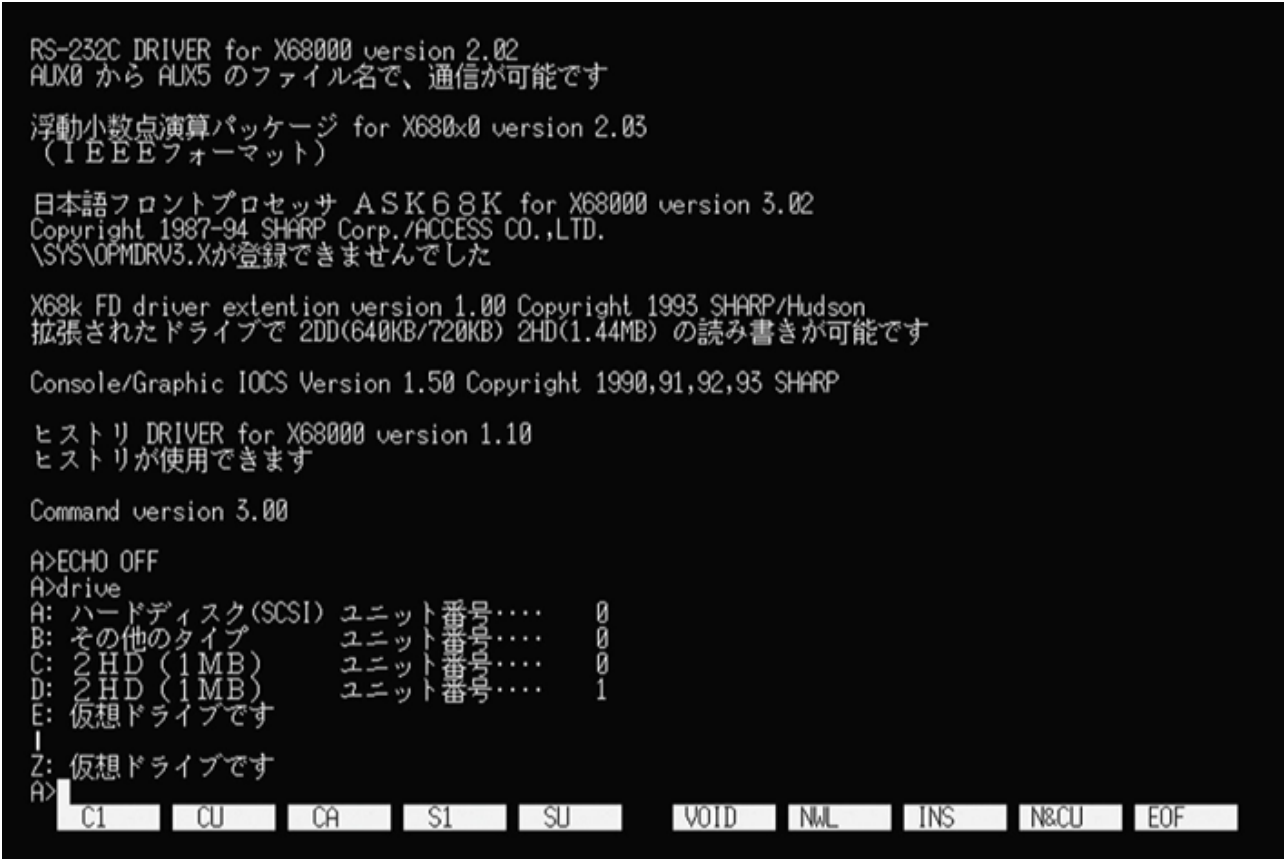 RS-232C DRIVER for X68000 version 2.02
AUX0 から AUX5 のファイル名で、通信が可能です
浮動小数点演算パッケージ for X680x0 version 2.03
（ＩＥＥＥフォーマット）
日本語フロントプロセッサ ＡＳＫ６８Ｋ for X68000 version 3.02
Copyright 1987-94 SHARP Corp./ACCESS CO.,LTD.
\SYS\OPMDRV3.Xが登録できませんでした
X68k FD driver extention version 1.00 Copyright 1993 SHARP/Hudson
拡張されたドライブで 2DD(640KB/720KB) 2HD(1.44MB) の読み書きが可能です
Console/Graphic IOCS Version 1.50 Copyright 1990,91,92,93 SHARP
ヒストリ DRIVER for X68000 version 1.10
ヒストリが使用できます
Command version 3.00
A>ECHO OFF
A>drive
A: ハードディスク(SCSI) ユニット番号‥‥ 0
B: その他のタイプ ユニット番号‥‥ 0
C: ２ＨＤ（１ＭＢ） ユニット番号‥‥ 0
D: ２ＨＤ（１ＭＢ） ユニット番号‥‥ 1
E: 仮想ドライブです
|
Z: 仮想ドライブです
A>
C1 CU CA S1 SU VOID NWL INS N&CU EOF